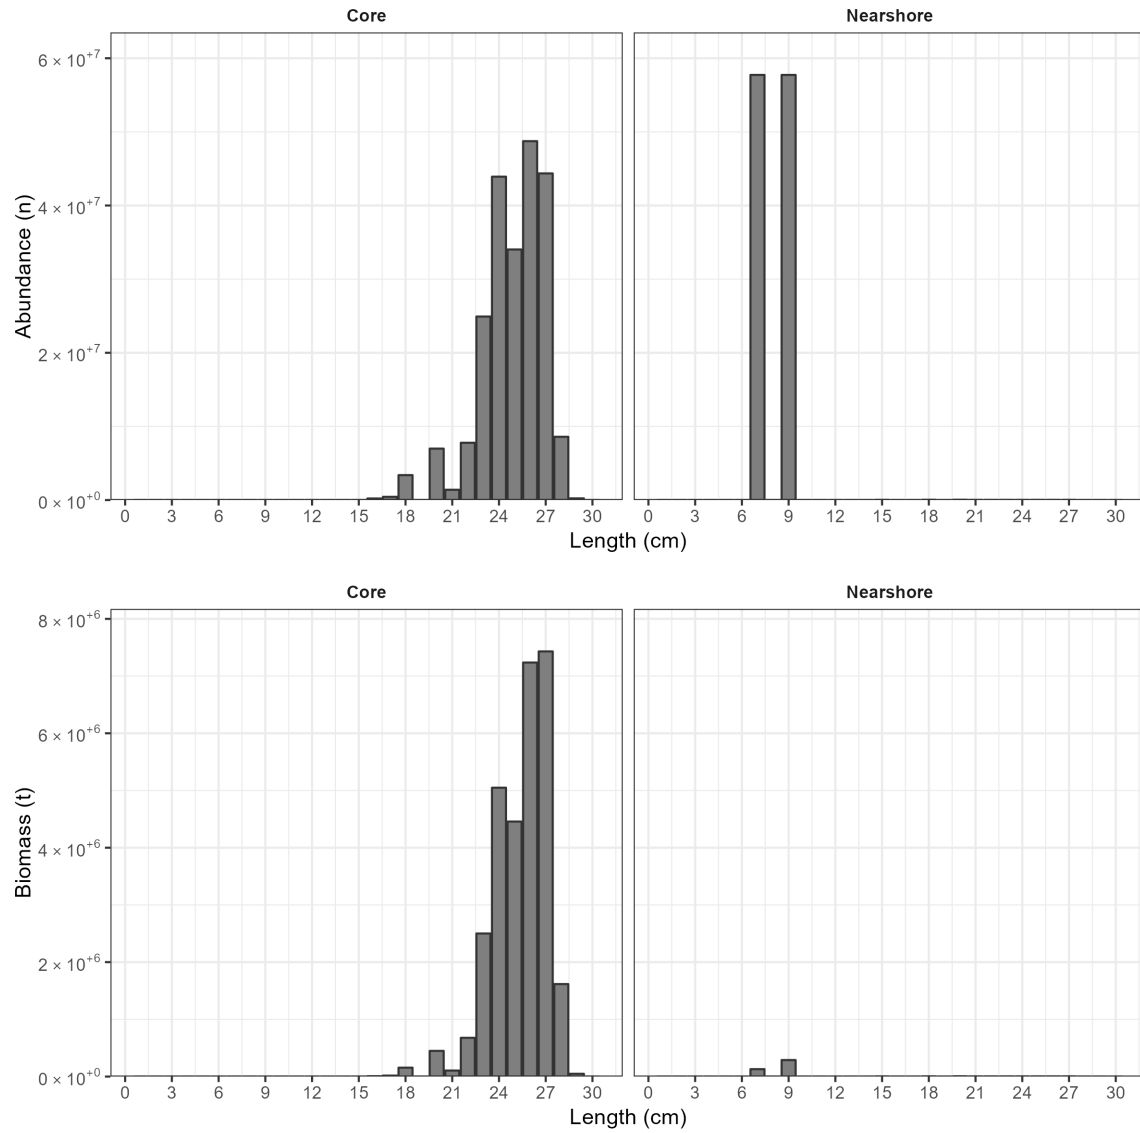 Core Nearshore
6 × 10⁺⁷
4 × 10⁺⁷
2 × 10⁺⁷
0 × 10⁺⁰
Abundance (n)
0 3 6 9 12 15 18 21 24 27 30 0 3 6 9 12 15 18 21 24 27 30
Length (cm)
Core Nearshore
8 × 10⁺⁶
6 × 10⁺⁶
4 × 10⁺⁶
2 × 10⁺⁶
0 × 10⁺⁰
Biomass (t)
0 3 6 9 12 15 18 21 24 27 30 0 3 6 9 12 15 18 21 24 27 30
Length (cm)